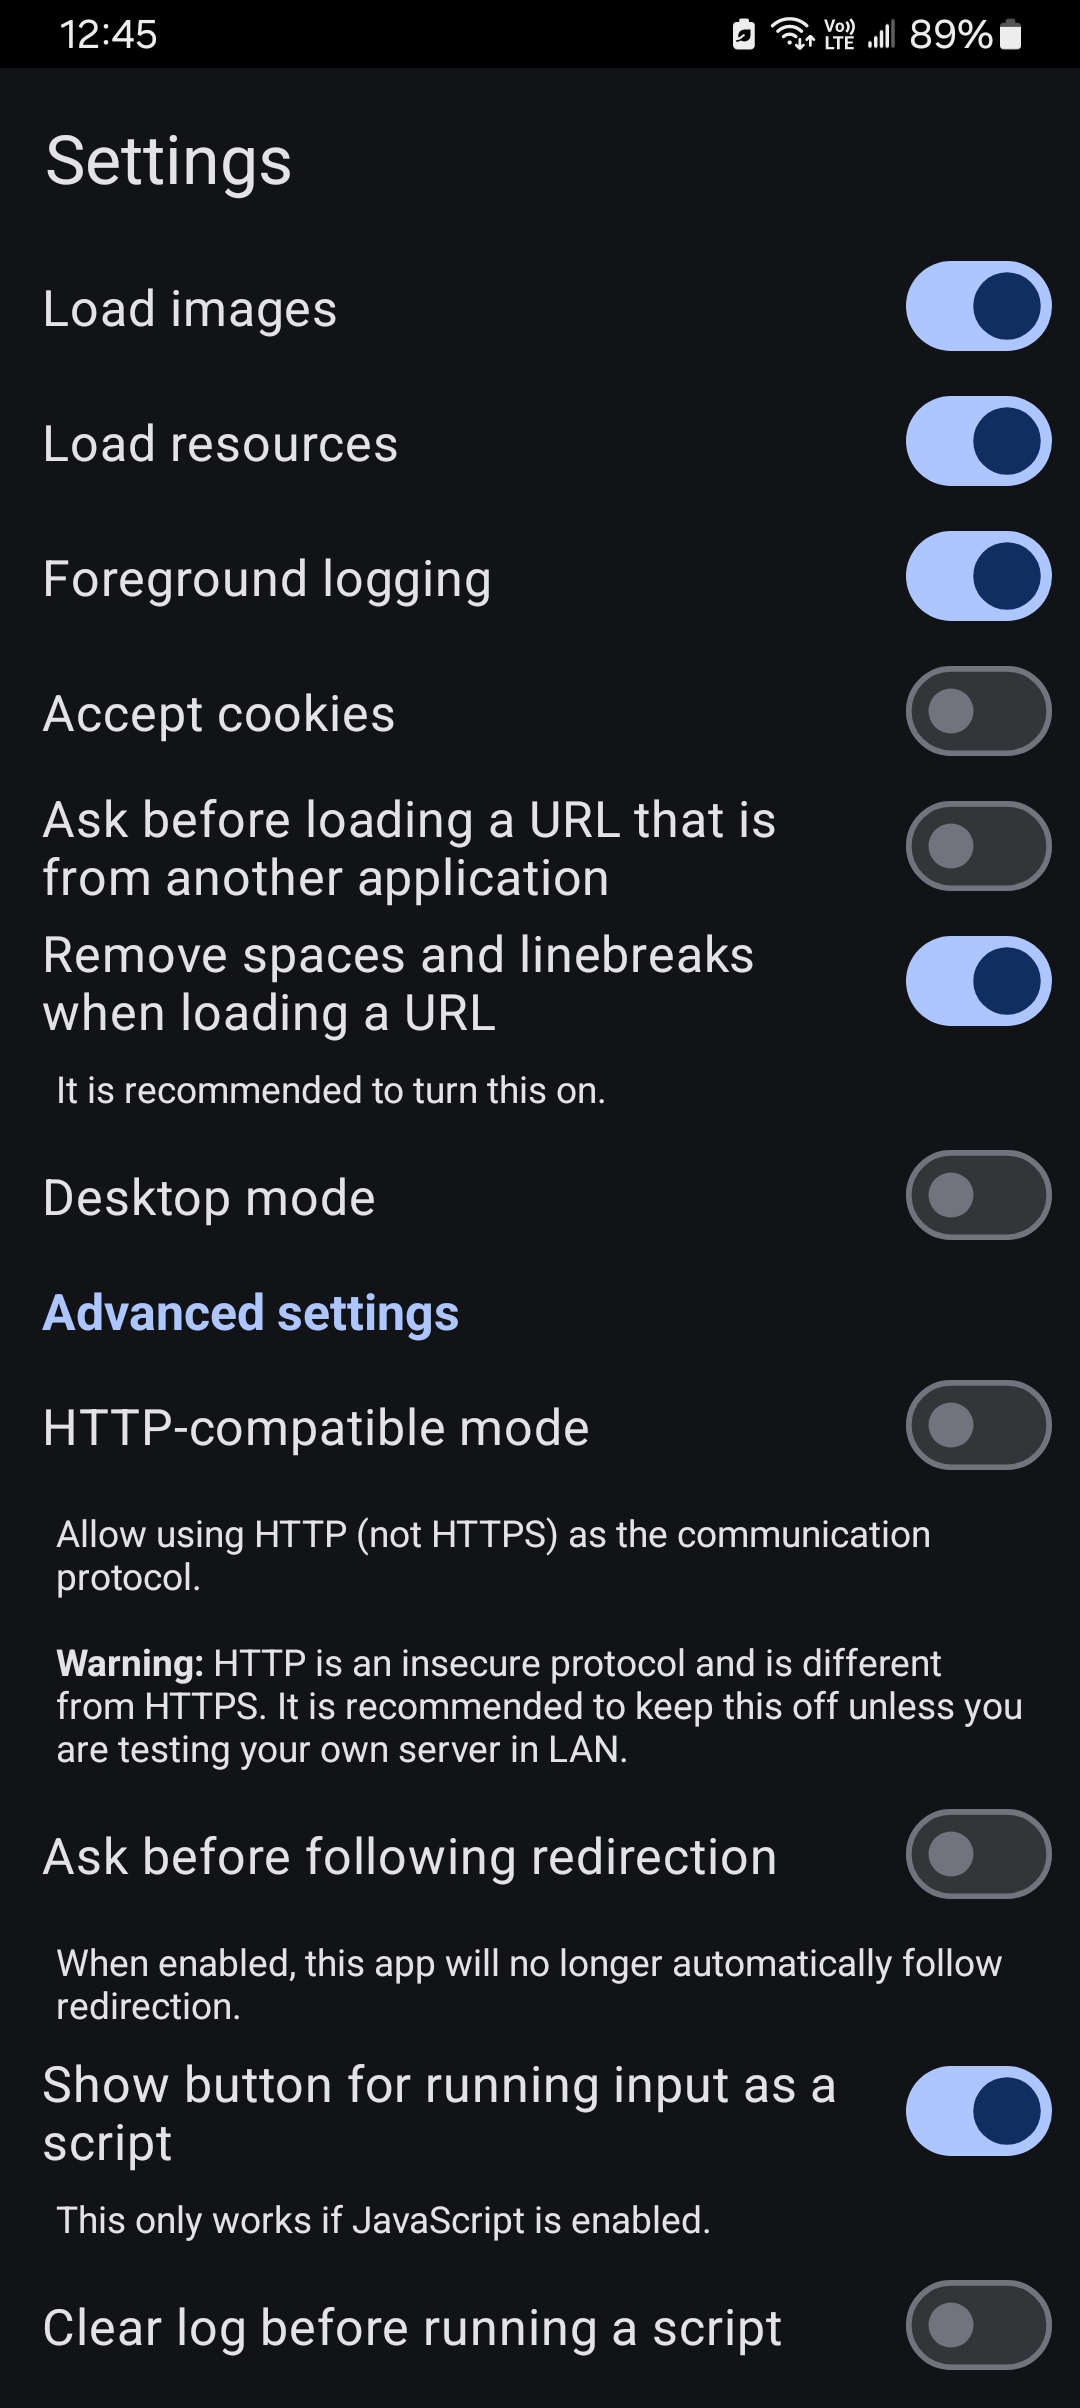 12:45
Vo)) LTE 89%
Settings
Load images
Load resources
Foreground logging
Accept cookies
Ask before loading a URL that is
from another application
Remove spaces and linebreaks
when loading a URL
It is recommended to turn this on.
Desktop mode
Advanced settings
HTTP-compatible mode
Allow using HTTP (not HTTPS) as the communication
protocol.
Warning: HTTP is an insecure protocol and is different
from HTTPS. It is recommended to keep this off unless you
are testing your own server in LAN.
Ask before following redirection
When enabled, this app will no longer automatically follow
redirection.
Show button for running input as a
script
This only works if JavaScript is enabled.
Clear log before running a script